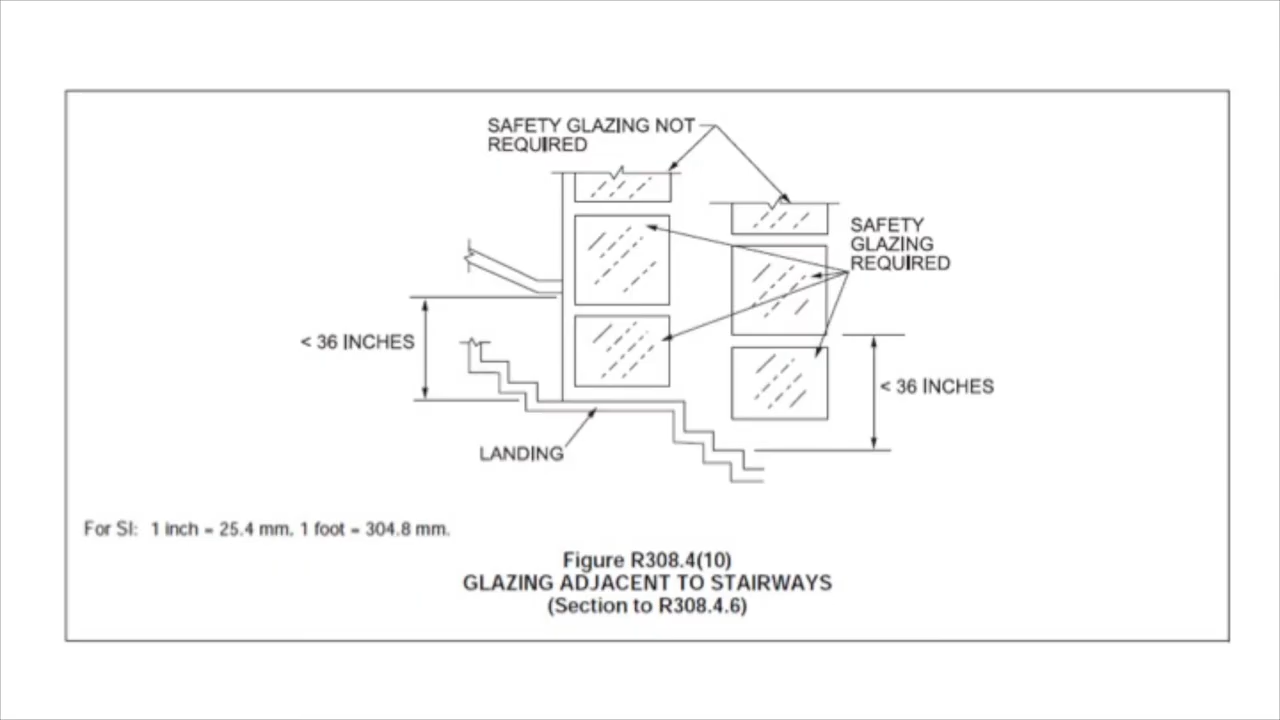 SAFETY GLAZING NOT
REQUIRED
SAFETY
GLAZING
REQUIRED
< 36 INCHES
< 36 INCHES
LANDING
For SI: 1 inch = 25.4 mm, 1 foot = 304.8 mm.
Figure R308.4(10)
GLAZING ADJACENT TO STAIRWAYS
(Section to R308.4.6)